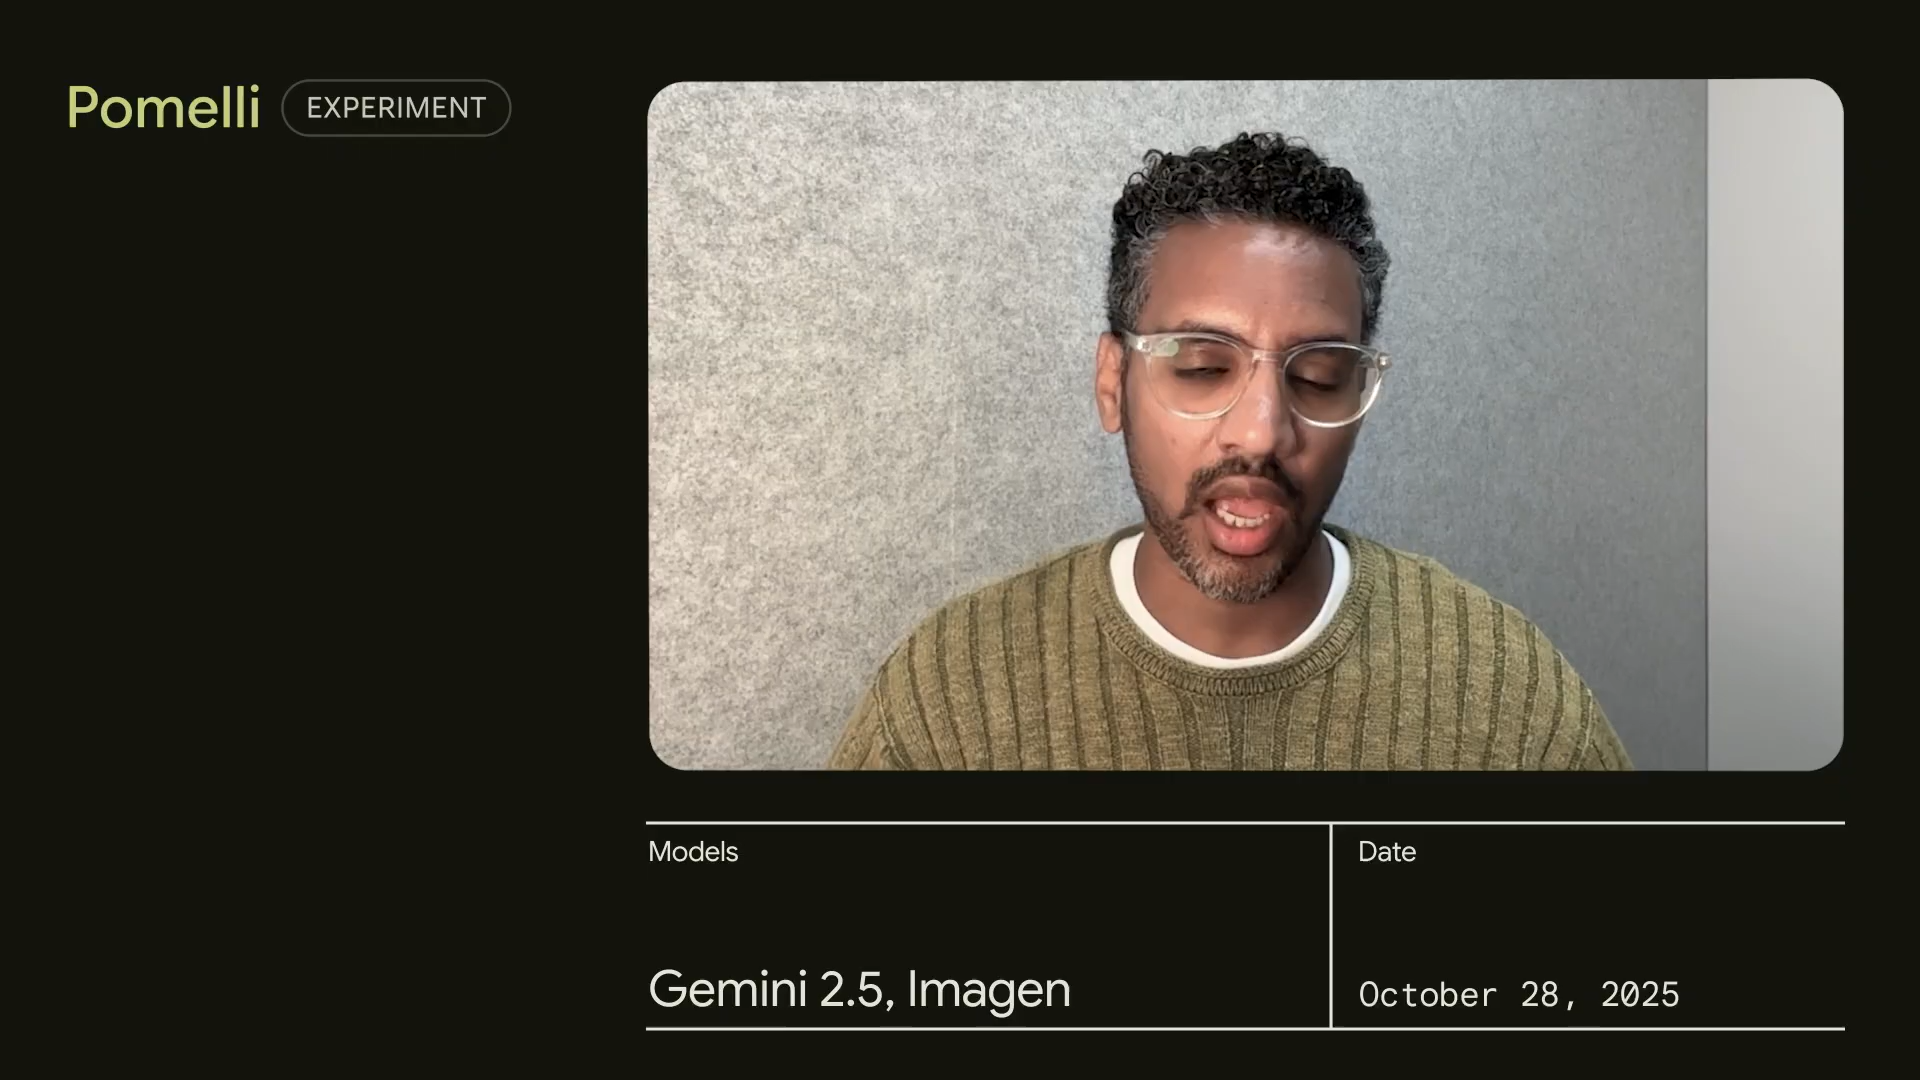 Pomelli EXPERIMENT
Models
Date
Gemini 2.5, Imagen
October 28, 2025